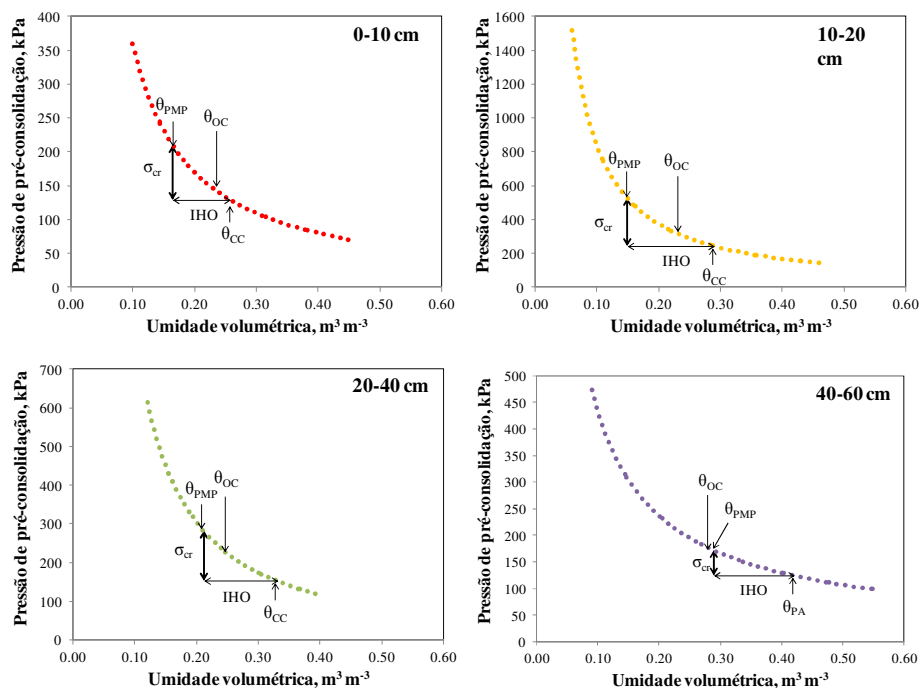 0-10 cm
Pressão de pré-consolidação, kPa
400
350
300
250
200
150
100
50
0
θPMP
θOC
σcr
IHO
θCC
0.00 0.10 0.20 0.30 0.40 0.50 0.60
Umidade volumétrica, m³ m⁻³
10-20
cm
Pressão de pré-consolidação, kPa
1600
1400
1200
1000
800
600
400
200
0
θPMP
θOC
σcr
IHO
θCC
0.00 0.10 0.20 0.30 0.40 0.50 0.60
Umidade volumétrica, m³ m⁻³
20-40 cm
Pressão de pré-consolidação, kPa
700
600
500
400
300
200
100
0
θPMP
θOC
σcr
IHO
θCC
0.00 0.10 0.20 0.30 0.40 0.50 0.60
Umidade volumétrica, m³ m⁻³
40-60 cm
Pressão de pré-consolidação, kPa
500
450
400
350
300
250
200
150
100
50
0
θOC
θPMP
σcr
IHO
θPA
0.00 0.10 0.20 0.30 0.40 0.50 0.60
Umidade volumétrica, m³ m⁻³